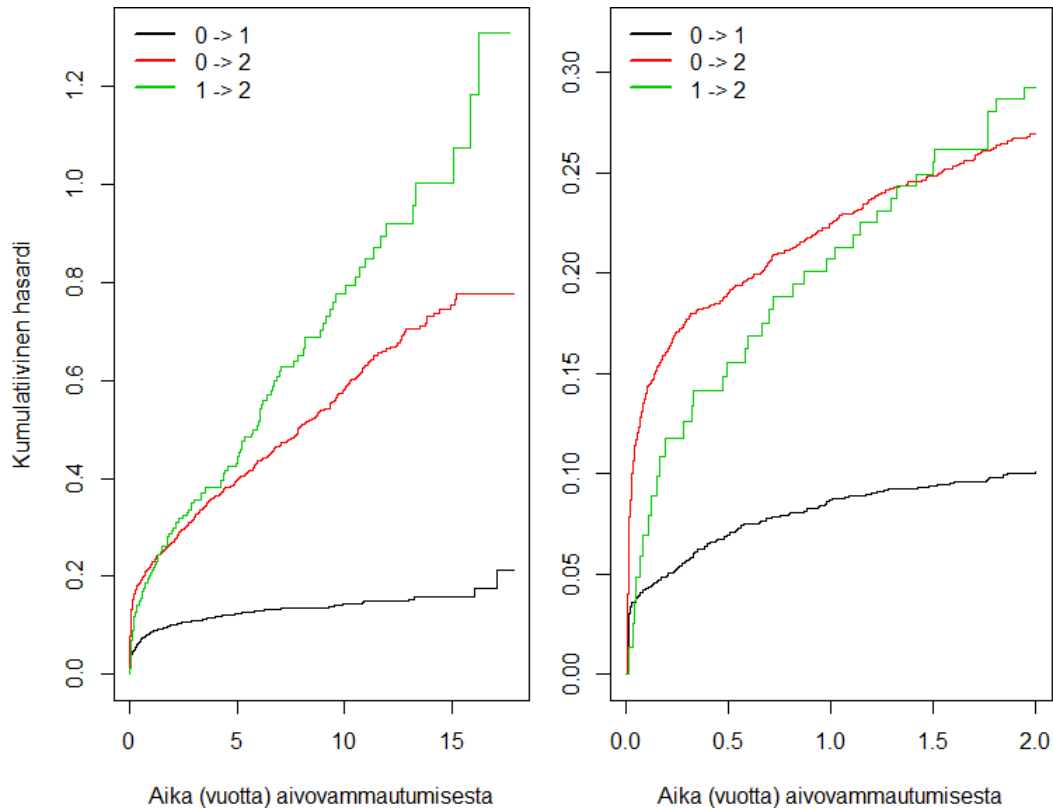 0 -> 1
0 -> 2
1 -> 2
Kumulatiivinen hasardi
0.0 0.2 0.4 0.6 0.8 1.0 1.2
0 5 10 15
Aika (vuotta) aivovammautumisesta
0 -> 1
0 -> 2
1 -> 2
0.00 0.05 0.10 0.15 0.20 0.25 0.30
0.0 0.5 1.0 1.5 2.0
Aika (vuotta) aivovammautumisesta